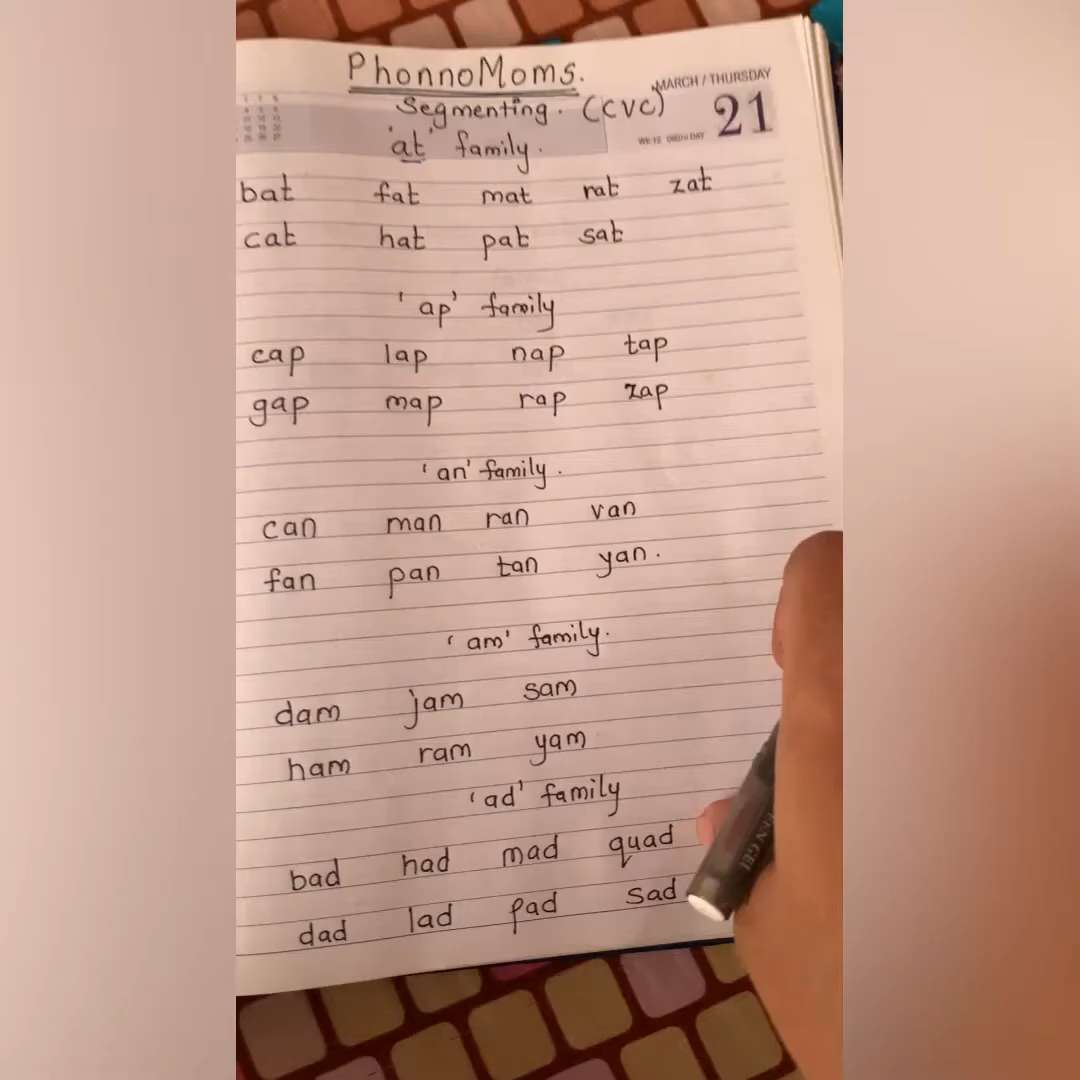 PhonnoMoms.
MARCH / THURSDAY
Segmenting. (CVC)
21
'at' family.
bat fat mat rat zat
cat hat pat sat
'ap' family
cap lap nap tap
gap map rap zap
'an' family.
can man ran van
fan pan tan yan.
'am' family.
dam jam sam
ham ram yam
'ad' family
bad had mad quad
dad lad pad sad